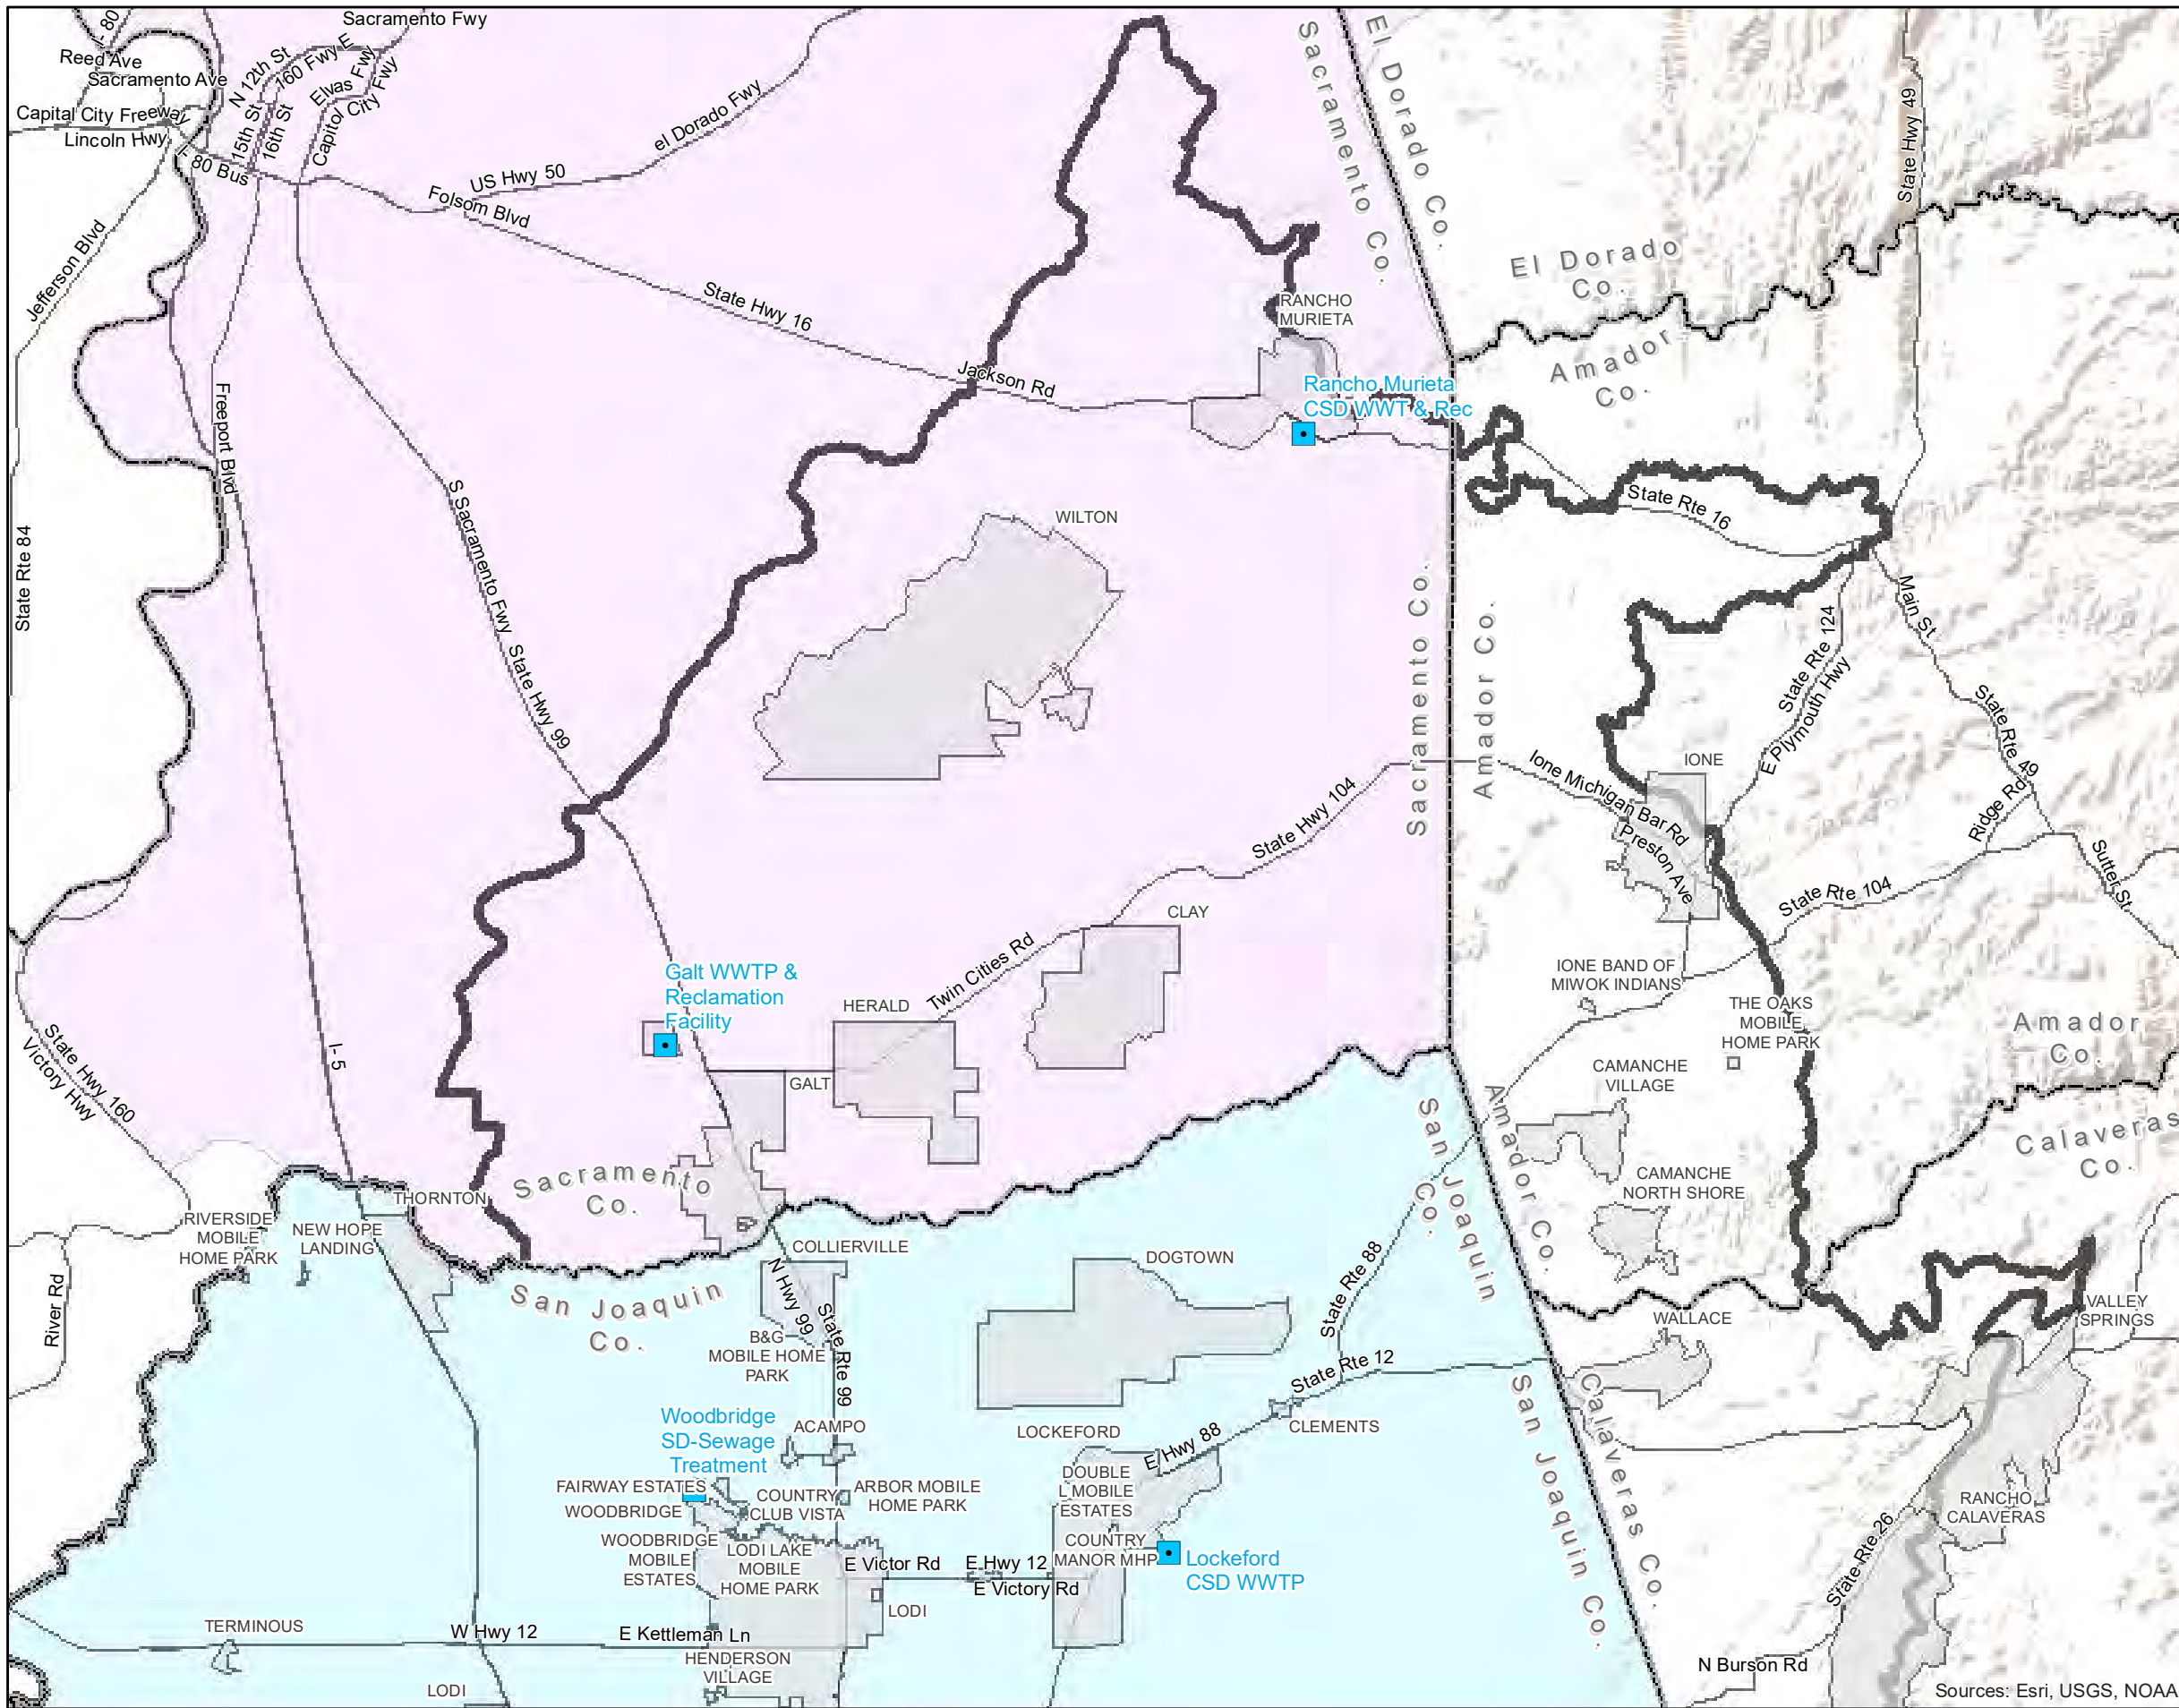 Sacramento Fwy
I- 80
Reed Ave
Sacramento Ave
N 12th St
160 Fwy E
Elvas Fwy
Capitol City Fwy
Capital City Freeway
Lincoln Hwy
15th St
16th St
I- 80 Bus
US Hwy 50
el Dorado Fwy
Folsom Blvd
Jefferson Blvd
State Hwy 16
Jackson Rd
Sacramento Co.
El Dorado Co.
State Hwy 49
El Dorado
Co.
Amador
Co.
RANCHO
MURIETA
Rancho Murieta
CSD WWT & Rec
Freeport Blvd
State Rte 84
S Sacramento Fwy
State Hwy 99
WILTON
State Rte 16
Main St
State Rte 124
E Plymouth Hwy
State Rte 49
Ridge Rd
Sutter St
Sacramento Co.
Amador Co.
IONE
Ione Michigan Bar Rd
Preston Ave
State Hwy 104
State Rte 104
CLAY
Twin Cities Rd
HERALD
Galt WWTP &
Reclamation
Facility
GALT
IONE BAND OF
MIWOK INDIANS
THE OAKS
MOBILE
HOME PARK
CAMANCHE
VILLAGE
Amador
Co.
Calaveras
Co.
CAMANCHE
NORTH SHORE
State Hwy 160
Victory Hwy
I- 5
Sacramento
Co.
San Joaquin
Co.
Amador Co.
THORNTON
RIVERSIDE
MOBILE
HOME PARK
NEW HOPE
LANDING
River Rd
San Joaquin
Co.
COLLIERVILLE
N Hwy 99
State Rte 99
B&G
MOBILE HOME
PARK
DOGTOWN
State Rte 88
State Rte 12
WALLACE
VALLEY
SPRINGS
Woodbridge
SD-Sewage
Treatment
ACAMPO
LOCKEFORD
CLEMENTS
E Hwy 88
FAIRWAY ESTATES
WOODBRIDGE
COUNTRY
CLUB VISTA
ARBOR MOBILE
HOME PARK
DOUBLE
L MOBILE
ESTATES
WOODBRIDGE
MOBILE
ESTATES
LODI LAKE
MOBILE
HOME PARK
COUNTRY
MANOR MHP
E Victor Rd
E Hwy 12
E Victory Rd
Lockeford
CSD WWTP
San Joaquin Co.
Calaveras Co.
RANCHO
CALAVERAS
State Rte 26
TERMINOUS
W Hwy 12
E Kettleman Ln
LODI
HENDERSON
VILLAGE
LODI
N Burson Rd
Sources: Esri, USGS, NOAA